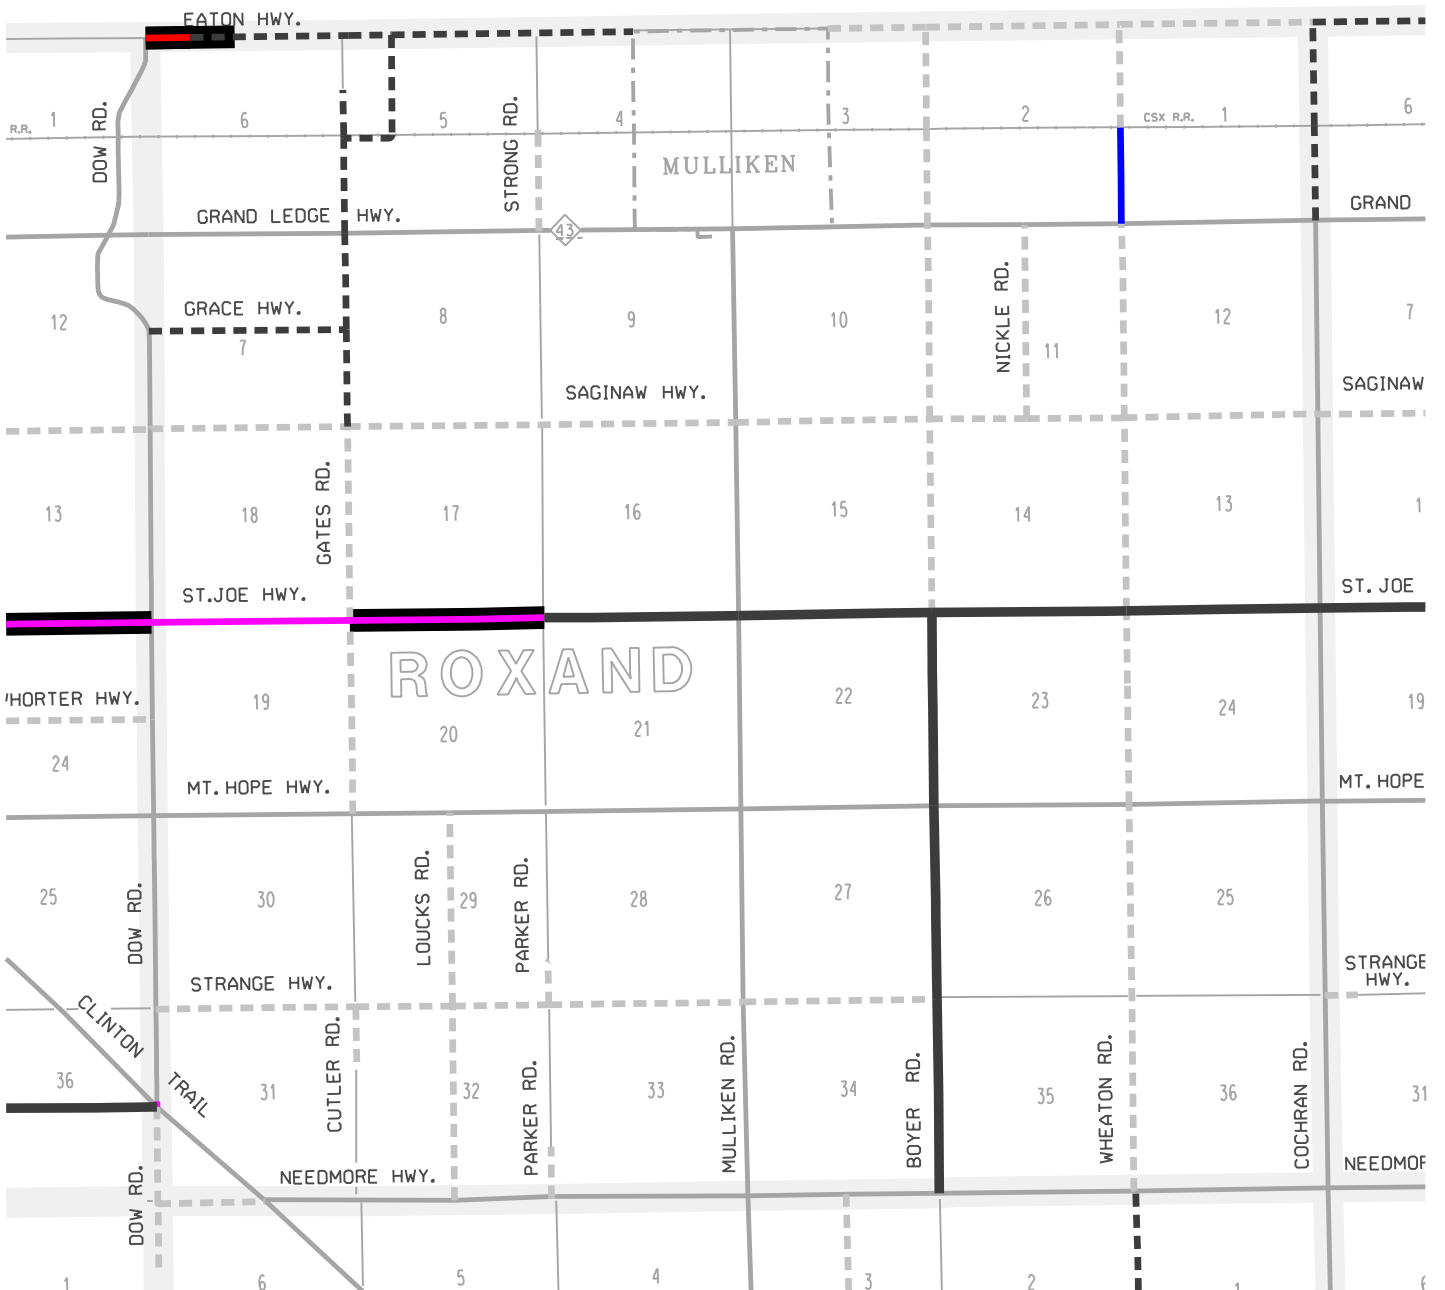 EATON HWY.
DOW RD.
1
6
5
STRONG RD.
4
3
2
CSX R.R.
1
6
R.R.
MULLIKEN
GRAND LEDGE HWY.
43
GRAND
12
GRACE HWY.
7
8
9
10
NICKLE RD.
11
12
7
SAGINAW HWY.
SAGINAW
13
18
GATES RD.
17
16
15
14
13
1
ST.JOE HWY.
ST.JOE
ROXAND
'HORTER HWY.
19
20
21
22
23
24
19
24
MT.HOPE HWY.
MT.HOPE
25
DOW RD.
30
LOUCKS RD.
29
PARKER RD.
28
27
26
25
STRANGE HWY.
STRANGE
HWY.
CLINTON
TRAIL
36
31
CUTLER RD.
32
PARKER RD.
33
MULLIKEN RD.
34
BOYER RD.
35
WHEATON RD.
36
COCHRAN RD.
31
NEEDMORE HWY.
NEEDMOR
DOW RD.
1
6
5
4
3
2
1
6